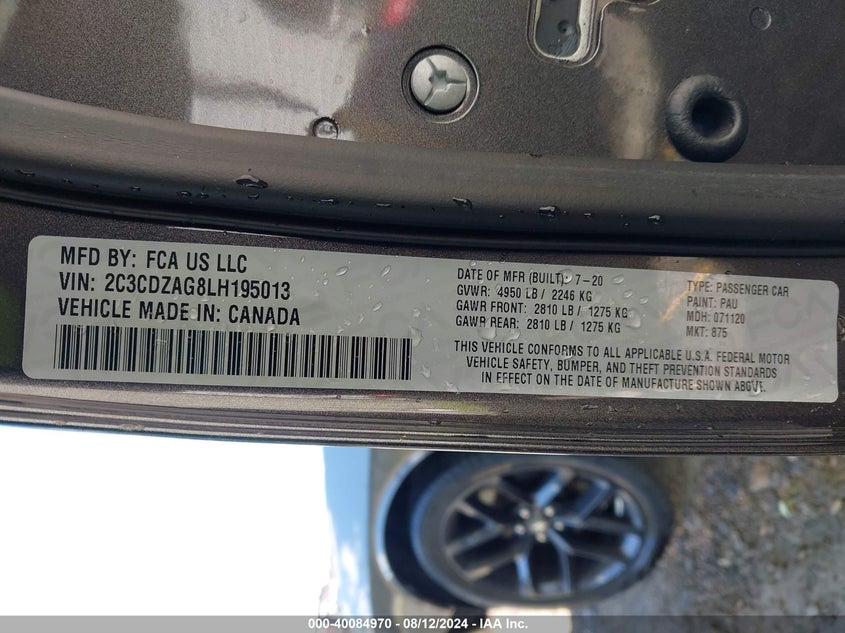 MFD BY: FCA US LLC
VIN: 2C3CDZAG8LH195013
VEHICLE MADE IN: CANADA
DATE OF MFR (BUILT): 7-20
GVWR: 4950 LB / 2246 KG
GAWR FRONT: 2810 LB / 1275 KG
GAWR REAR: 2810 LB / 1275 KG
TYPE: PASSENGER CAR
PAINT: PAU
MDH: 071120
MKT: 875
THIS VEHICLE CONFORMS TO ALL APPLICABLE U.S.A. FEDERAL MOTOR
VEHICLE SAFETY, BUMPER, AND THEFT PREVENTION STANDARDS
IN EFFECT ON THE DATE OF MANUFACTURE SHOWN ABOVE.
000-40084970 - 08/12/2024 - IAA Inc.